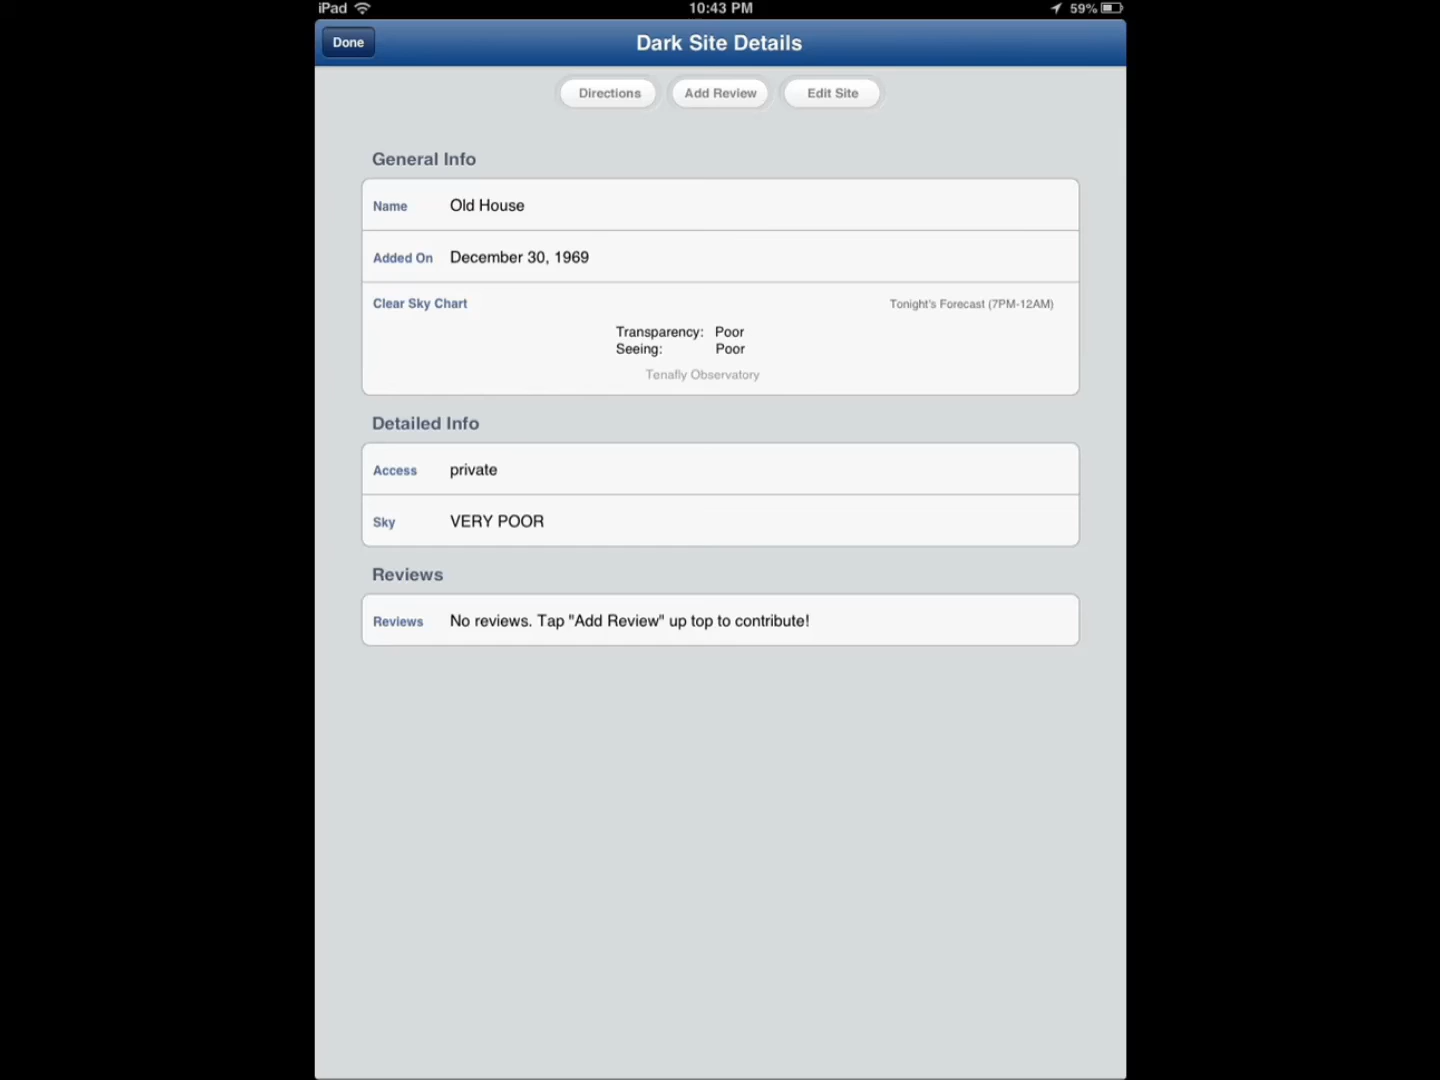 iPad 10:43 PM 59%
Done Dark Site Details
Directions Add Review Edit Site
General Info
Name Old House
Added On December 30, 1969
Clear Sky Chart Tonight's Forecast (7PM-12AM)
Transparency: Poor
Seeing: Poor
Tenafly Observatory
Detailed Info
Access private
Sky VERY POOR
Reviews
Reviews No reviews. Tap "Add Review" up top to contribute!